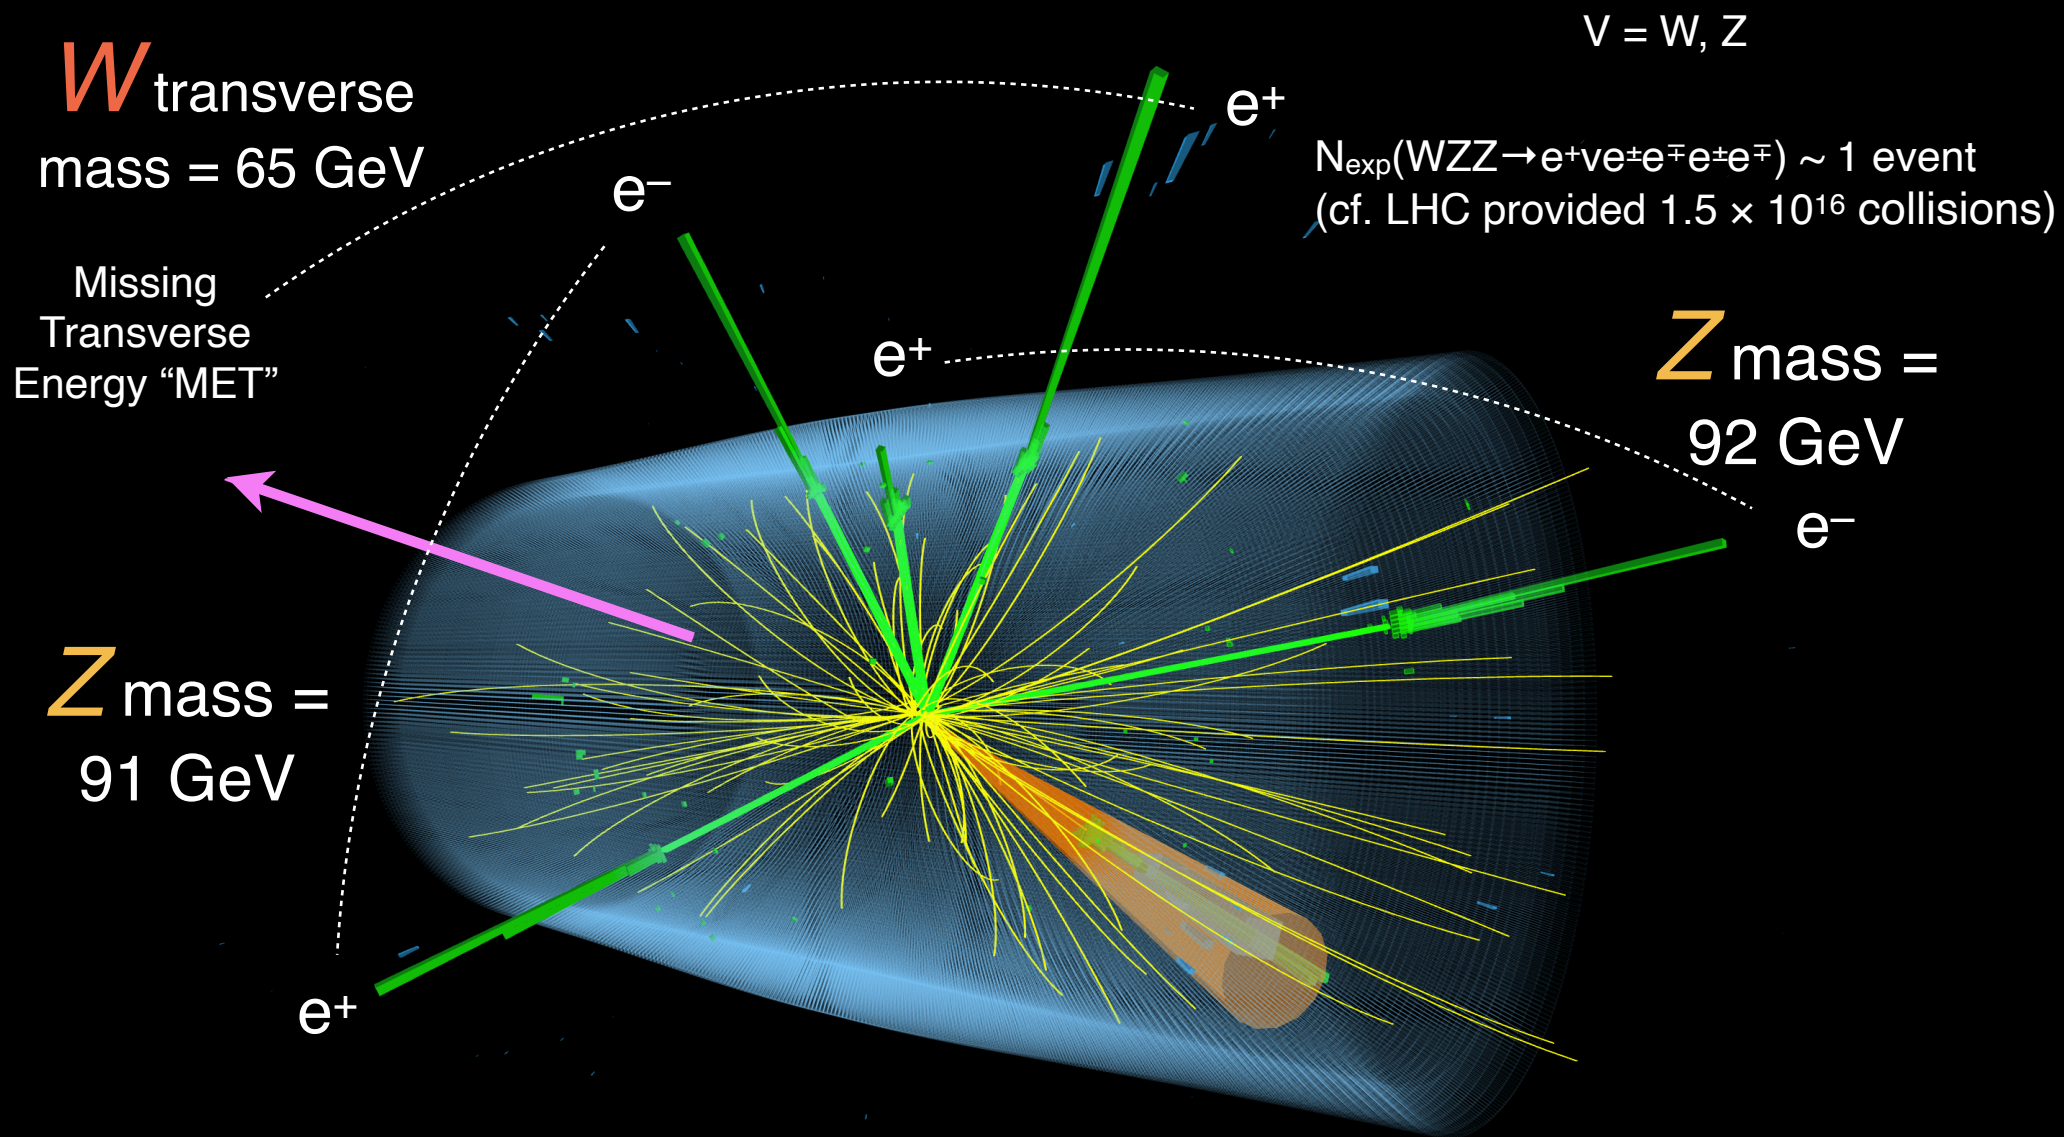 V = W, Z
W transverse
mass = 65 GeV
e⁺
e⁻
N_exp(WZZ→e⁺νe±e∓e±e∓) ~ 1 event
(cf. LHC provided 1.5 × 10¹⁶ collisions)
Missing
Transverse
Energy “MET”
e⁺
Z mass =
92 GeV
e⁻
Z mass =
91 GeV
e⁺